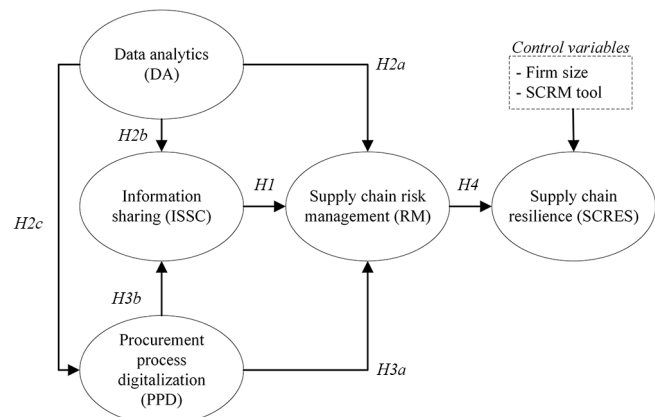 Data analytics
(DA)
H2a
Control variables
- Firm size
- SCRM tool
H2b
Information
sharing (ISSC)
H1
Supply chain risk
management (RM)
H4
Supply chain
resilience (SCRES)
H2c
H3b
Procurement
process
digitalization
(PPD)
H3a